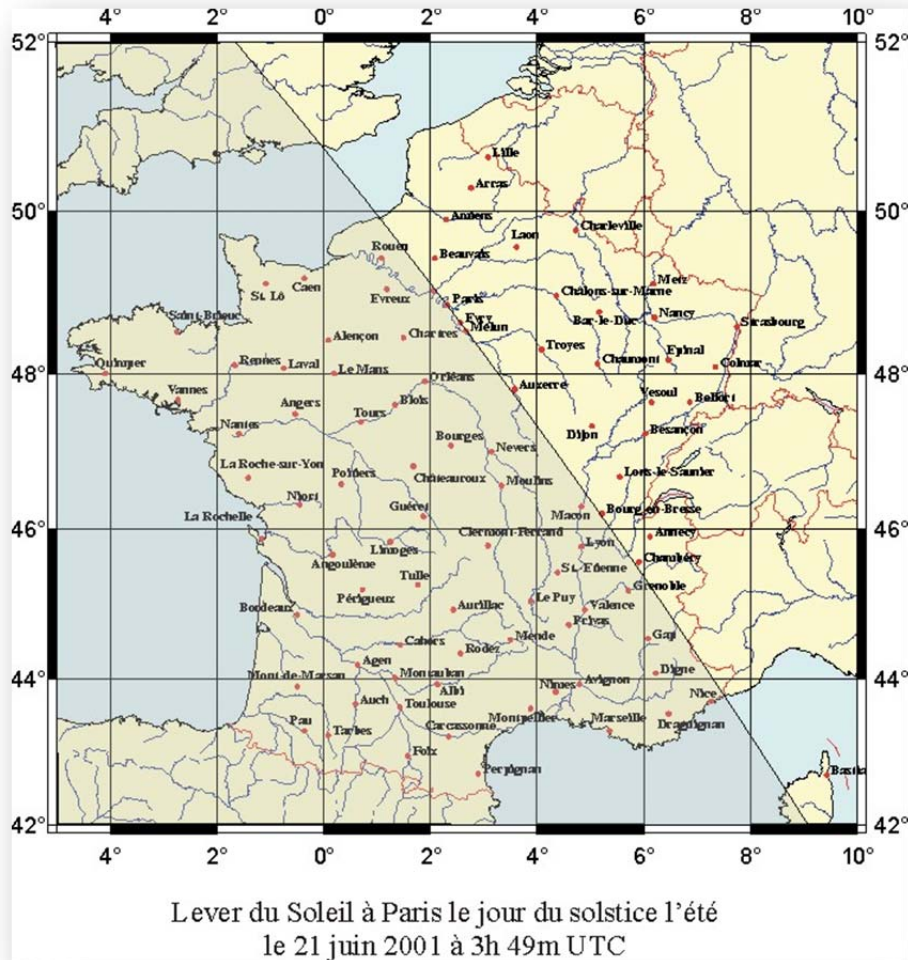 4° 2° 0° 2° 4° 6° 8° 10°
52° 52°
Lille
Arras
50° 50°
Amiens
Charleville
Laon
Rouen
Beauvais
Caen
St. Lô
Evreux
Metz
Châlons-sur-Marne
Paris
Evry
Bar-le-Duc
Nancy
Strasbourg
Saint-Brieuc
Melun
Alençon
Chartres
Troyes
Chaumont
Epinal
Colmar
Quimper
Rennes
Laval
Le Mans
48° 48°
Orléans
Auxerre
Vannes
Vesoul
Belfort
Angers
Blois
Tours
Nantes
Dijon
Besançon
Bourges
Nevers
La Roche-sur-Yon
Poitiers
Châteauroux
Moulins
Lons-le-Saunier
Niort
Guéret
Macon
Bourg-en-Bresse
La Rochelle
46° 46°
Clermont-Ferrand
Annecy
Limoges
Lyon
Angoulème
Chambéry
Tulle
St-Etienne
Grenoble
Périgueux
Bordeaux
Aurillac
Le Puy
Valence
Privas
Cahors
Mende
Gap
Rodez
Agen
Digne
44° 44°
Mont-de-Marsan
Montauban
Albi
Nîmes
Avignon
Nice
Auch
Toulouse
Montpellier
Marseille
Draguignan
Pau
Tarbes
Carcassonne
Foix
Perpignan
Bastia
42° 42°
4° 2° 0° 2° 4° 6° 8° 10°
Lever du Soleil à Paris le jour du solstice l'été
le 21 juin 2001 à 3h 49m UTC